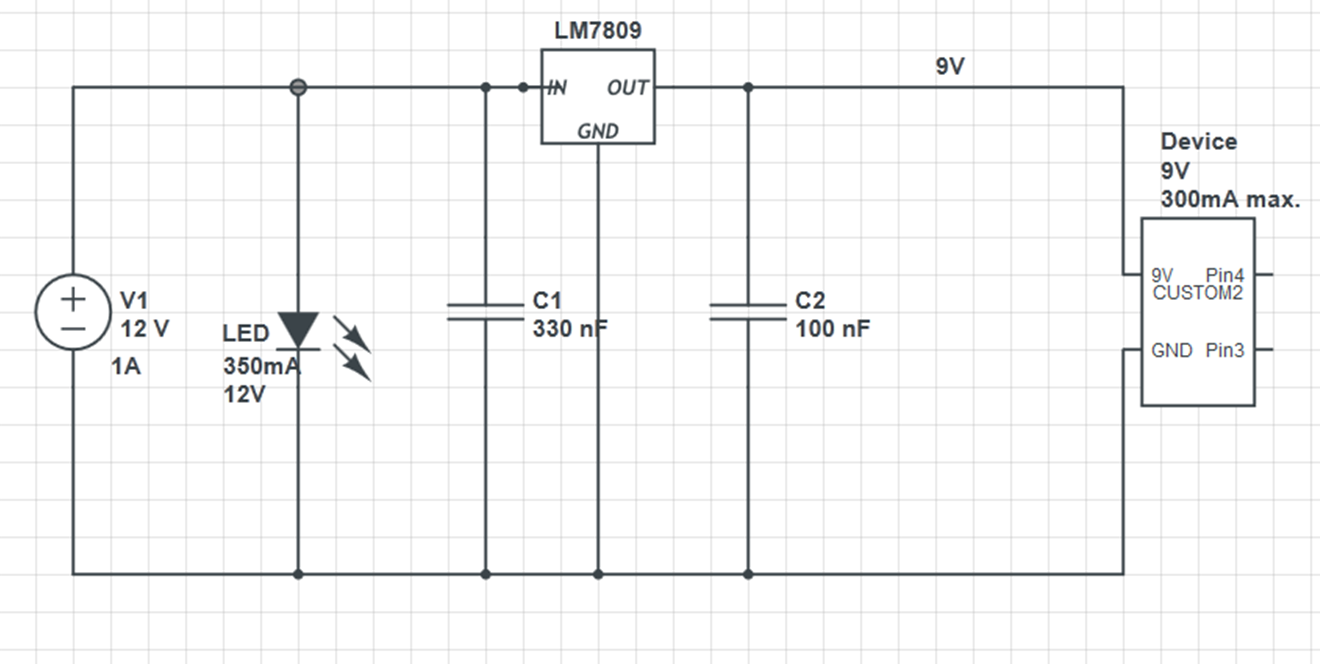 LM7809
IN OUT
GND
9V
Device
9V
300mA max.
9V Pin4
CUSTOM2
GND Pin3
V1
12 V
1A
LED
350mA
12V
C1
330 nF
C2
100 nF